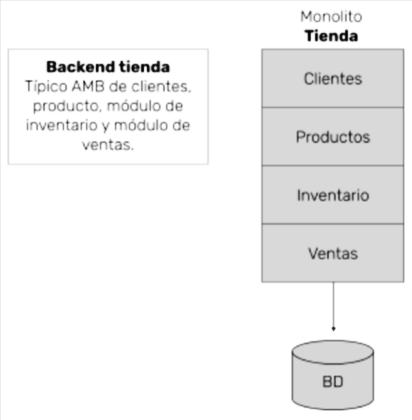 Monolito
Tienda
Backend tienda
Típico AMB de clientes,
producto, módulo de
inventario y módulo de
ventas.
Clientes
Productos
Inventario
Ventas
BD